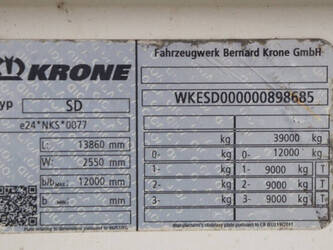 KRONE
Fahrzeugwerk Bernard Krone GmbH
yp SD
WKESD000000898685
e24*NKS*0077
L: 13860 mm
W: 2550 mm
b/b MAX.: 12000 mm
b mm
kg 39000 kg
0- kg 0- 12000 kg
1- kg 1- 9000 kg T
2- kg 2- 9000 kg T
3- kg 3- 9000 kg T